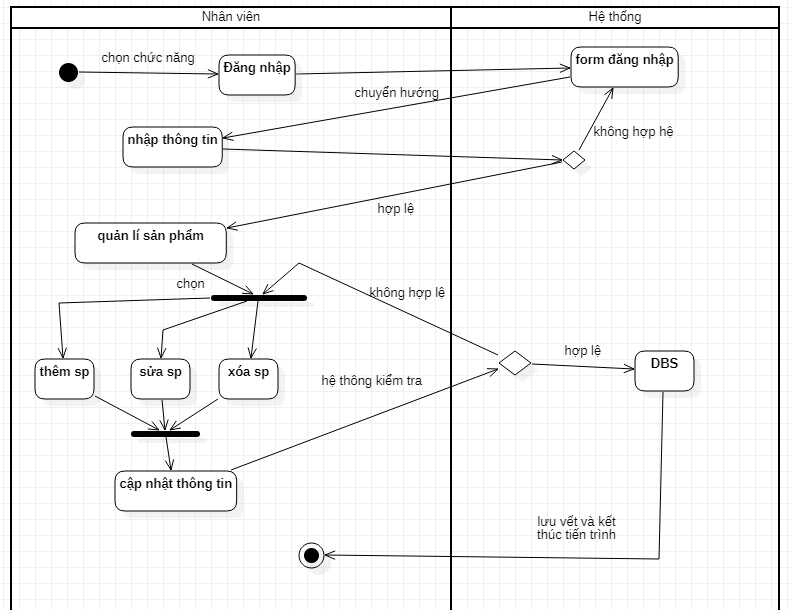 Nhân viên
Hệ thống
chọn chức năng
Đăng nhập
form đăng nhập
chuyển hướng
nhập thông tin
không hợp hệ
hợp lệ
quản lí sản phẩm
chọn
không hợp lệ
thêm sp
sửa sp
xóa sp
hệ thông kiểm tra
hợp lệ
DBS
cập nhật thông tin
lưu vết và kết
thúc tiến trình